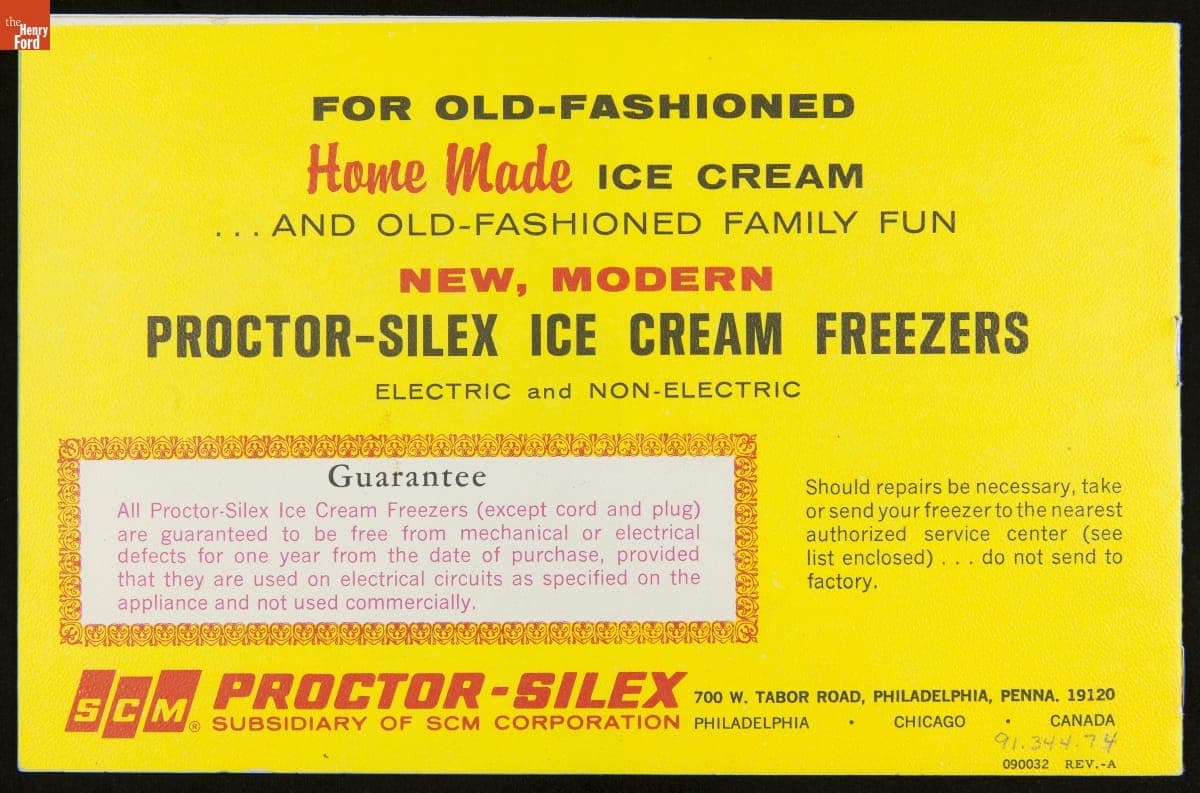 the
Henry
Ford
FOR OLD-FASHIONED
Home Made ICE CREAM
...AND OLD-FASHIONED FAMILY FUN
NEW, MODERN
PROCTOR-SILEX ICE CREAM FREEZERS
ELECTRIC and NON-ELECTRIC
Guarantee
All Proctor-Silex Ice Cream Freezers (except cord and plug)
are guaranteed to be free from mechanical or electrical
defects for one year from the date of purchase, provided
that they are used on electrical circuits as specified on the
appliance and not used commercially.
Should repairs be necessary, take
or send your freezer to the nearest
authorized service center (see
list enclosed) . . . do not send to
factory.
SCM® PROCTOR-SILEX
SUBSIDIARY OF SCM CORPORATION
700 W. TABOR ROAD, PHILADELPHIA, PENNA. 19120
PHILADELPHIA • CHICAGO • CANADA
91.344.74
090032 REV.-A